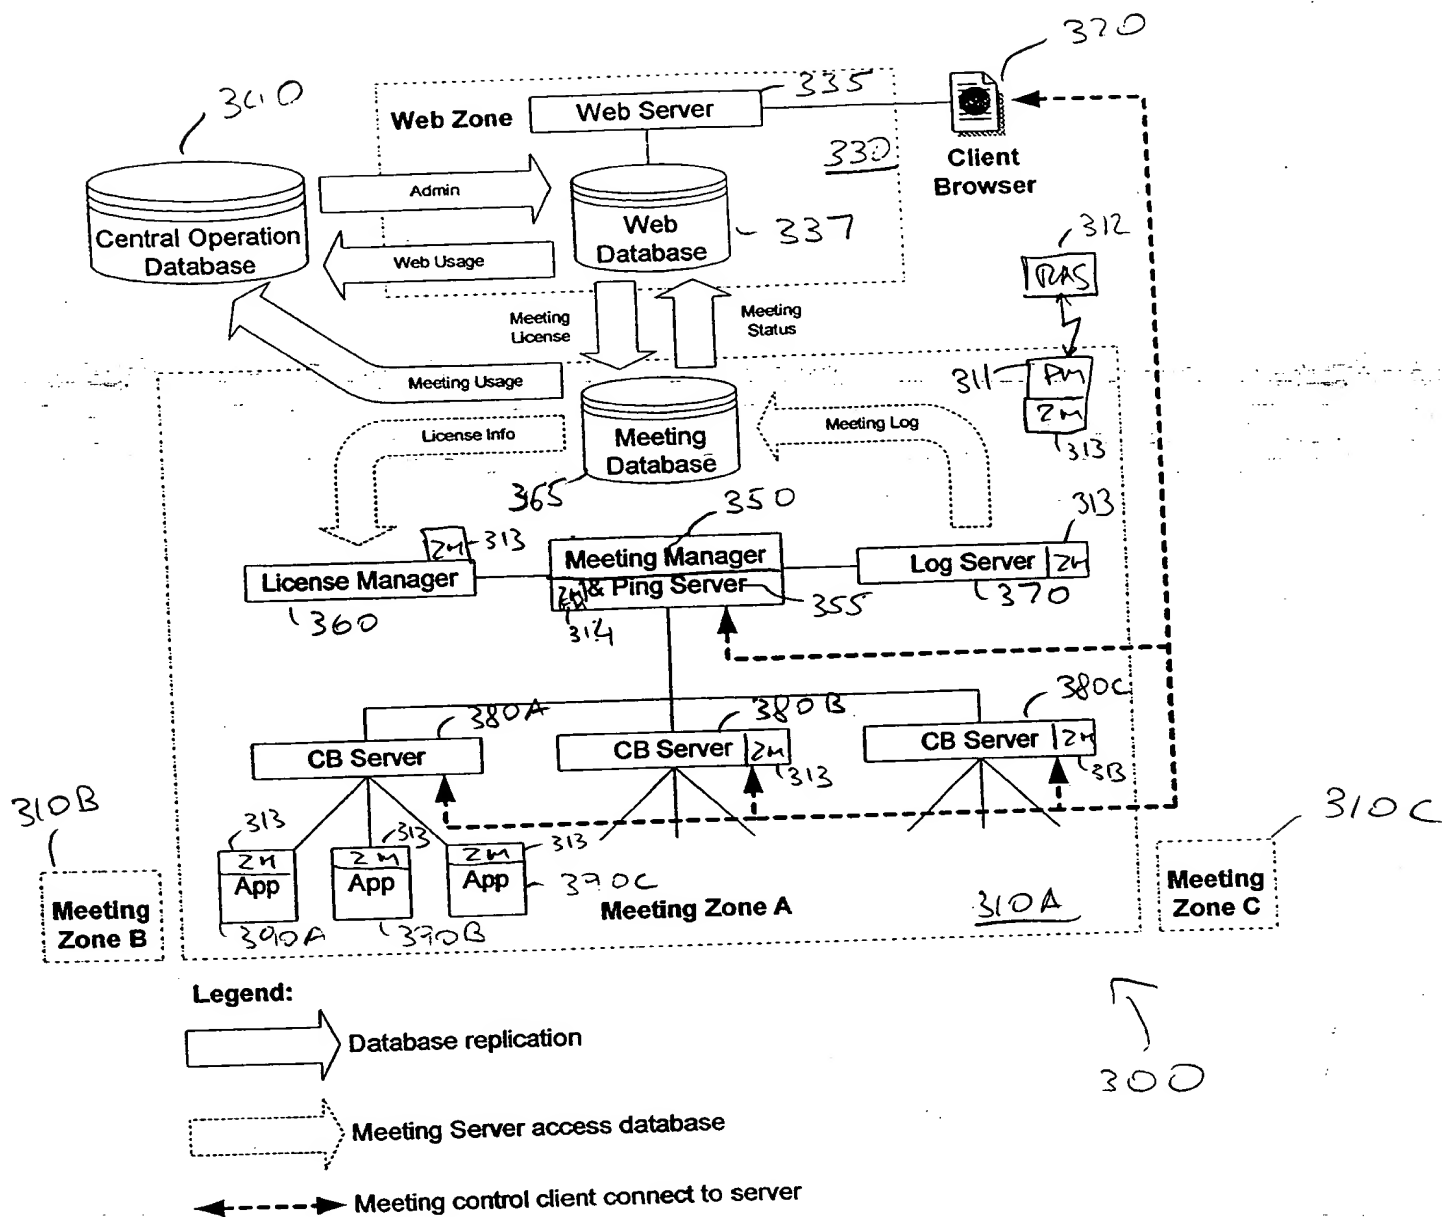 320
340
335
Web Zone
Web Server
330
Client
Browser
Admin
Central Operation
Database
Web
Database
337
Web Usage
312
RAS
Meeting
License
Meeting
Status
311
PM
ZM
313
Meeting Usage
License Info
Meeting
Database
Meeting Log
365
350
ZM
313
313
License Manager
Meeting Manager
& Ping Server
Log Server
ZM
360
314
355
370
380A
380B
380C
CB Server
CB Server
ZM
CB Server
ZM
313
313
310B
310C
313
313
313
ZM
ZM
ZM
App
App
App
390C
390A
390B
Meeting
Zone B
Meeting Zone A
310A
Meeting
Zone C
Legend:
Database replication
300
Meeting Server access database
Meeting control client connect to server